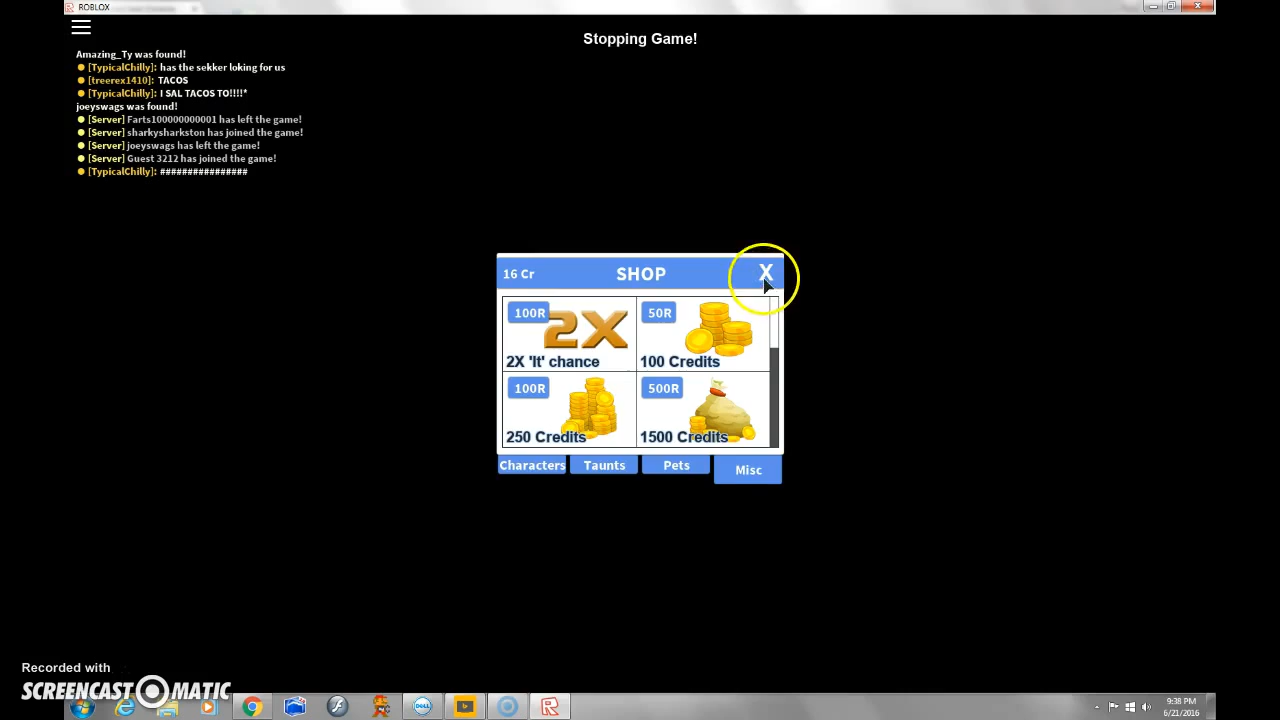 ROBLOX
Stopping Game!
Amazing_Ty was found!
[TypicalChilly]: has the sekker loking for us
[treerex1410]: TACOS
[TypicalChilly]: I SAL TACOS TO!!!!*
joeyswags was found!
[Server] Farts100000000001 has left the game!
[Server] sharkysharkston has joined the game!
[Server] joeyswags has left the game!
[Server] Guest 3212 has joined the game!
[TypicalChilly]: ################
16 Cr SHOP X
100R 2X 50R
2X 'It' chance 100 Credits
100R 500R
250 Credits 1500 Credits
Characters Taunts Pets Misc
Recorded with
SCREENCAST O MATIC
DELL
9:38 PM
6/21/2016